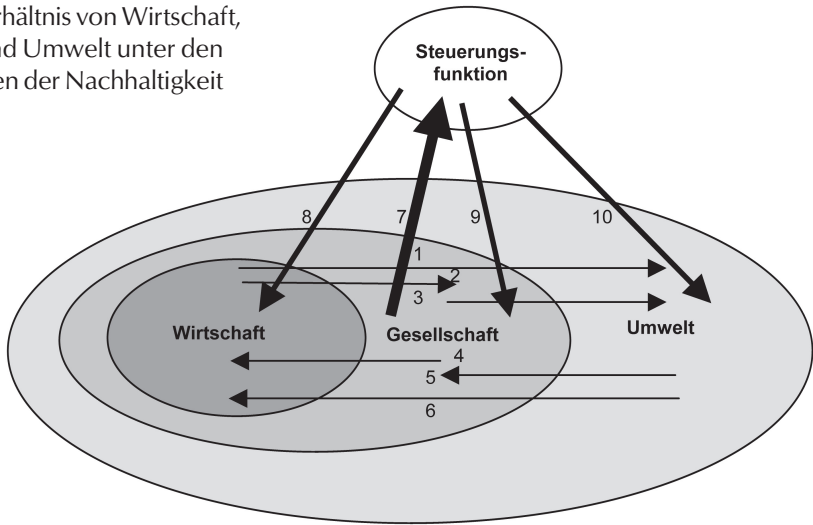 rhältnis von Wirtschaft,
d Umwelt unter den
en der Nachhaltigkeit
Steuerungs-
funktion
8
7
9
10
1
2
3
Wirtschaft
Gesellschaft
Umwelt
4
5
6